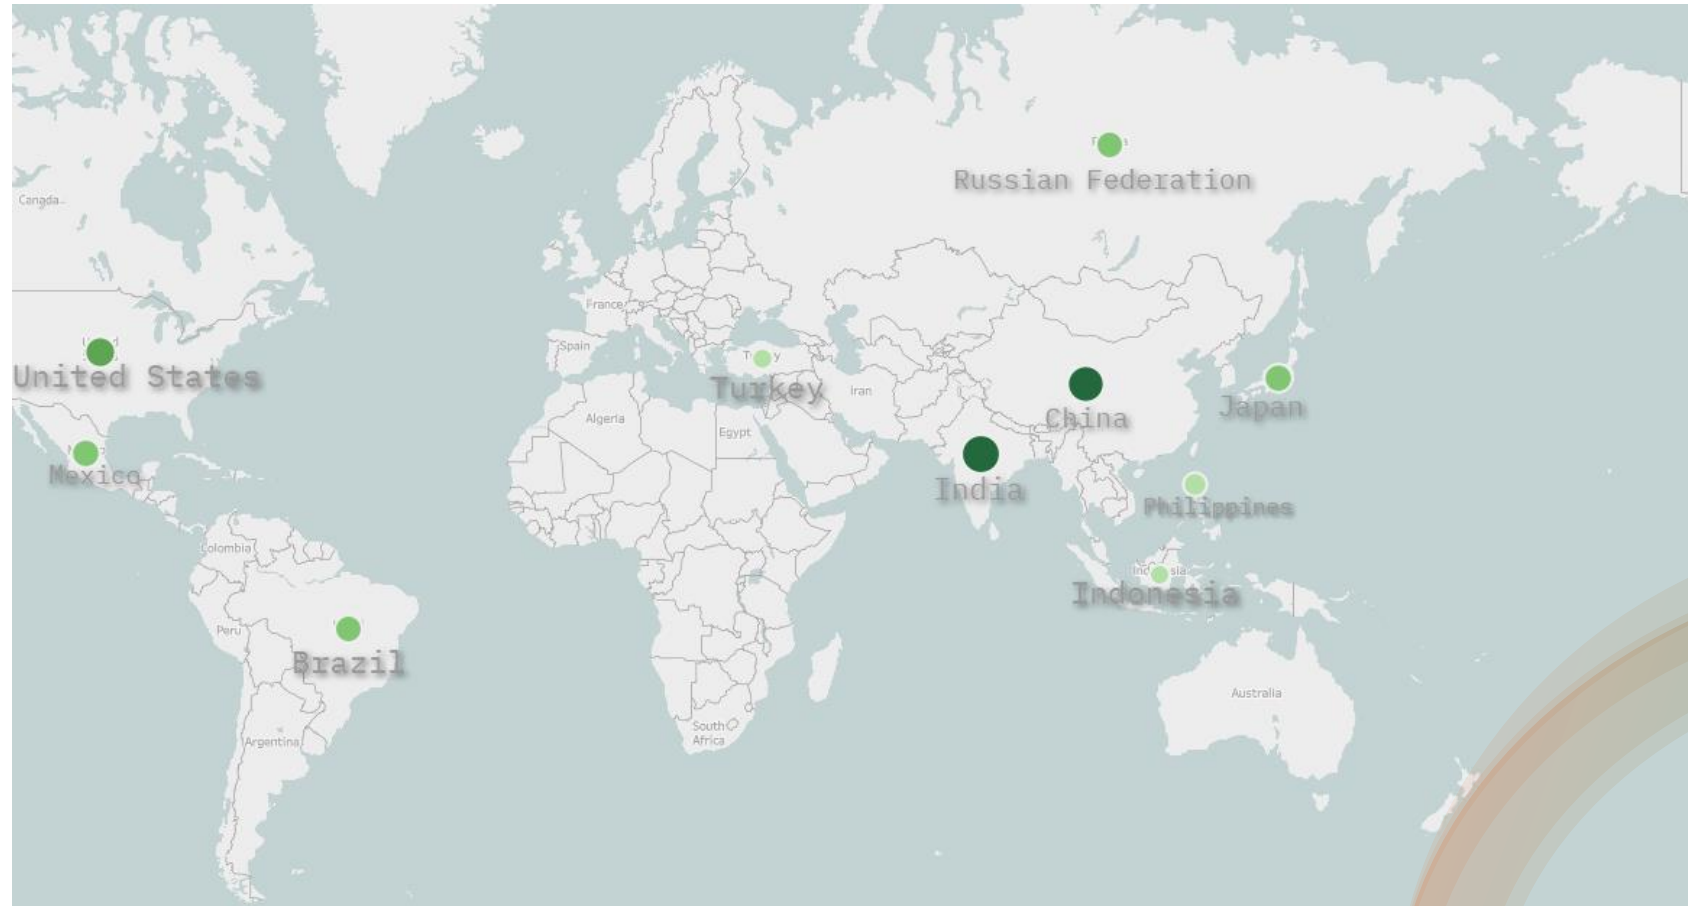 Russian Federation
Canada
France
United States
Spain
Turkey
Iran
China
Japan
Algeria
Egypt
Mexico
India
Philippines
Colombia
Indonesia
Peru
Brazil
Australia
South
Africa
Argentina